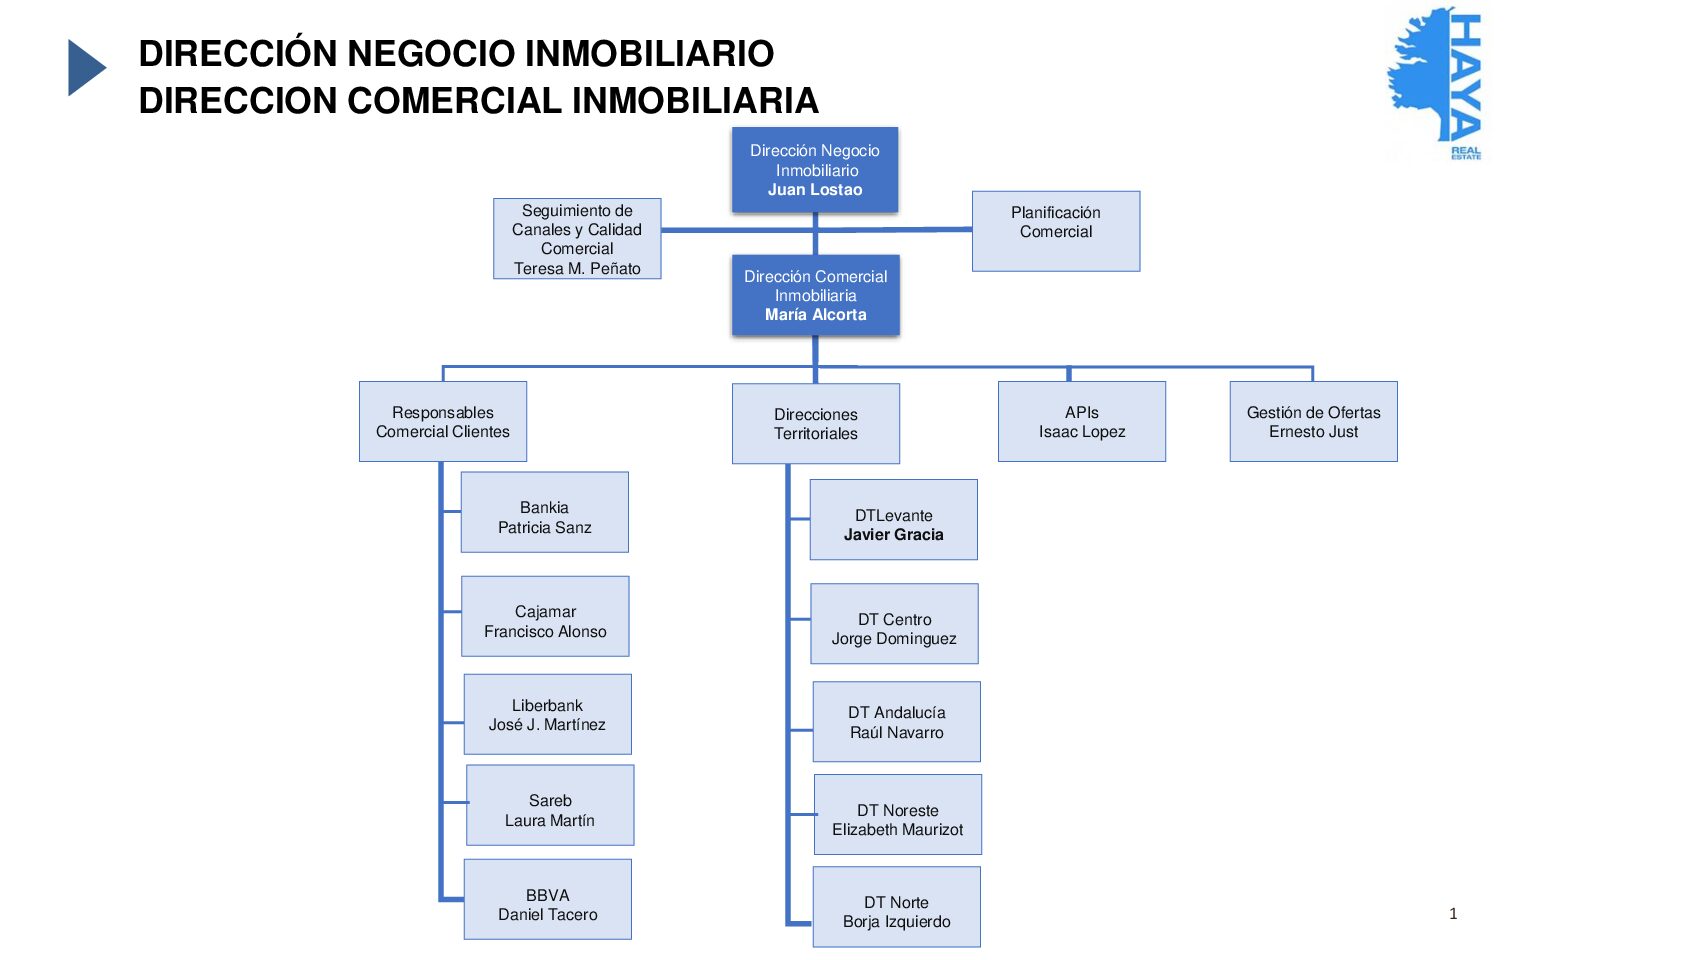 DIRECCIÓN NEGOCIO INMOBILIARIO
DIRECCION COMERCIAL INMOBILIARIA
HAYA
REAL
ESTATE
Dirección Negocio
Inmobiliario
Juan Lostao
Seguimiento de
Canales y Calidad
Comercial
Teresa M. Peñato
Planificación
Comercial
Dirección Comercial
Inmobiliaria
María Alcorta
Responsables
Comercial Clientes
Direcciones
Territoriales
APIs
Isaac Lopez
Gestión de Ofertas
Ernesto Just
Bankia
Patricia Sanz
Cajamar
Francisco Alonso
Liberbank
José J. Martínez
Sareb
Laura Martín
BBVA
Daniel Tacero
DTLevante
Javier Gracia
DT Centro
Jorge Dominguez
DT Andalucía
Raúl Navarro
DT Noreste
Elizabeth Maurizot
DT Norte
Borja Izquierdo
1